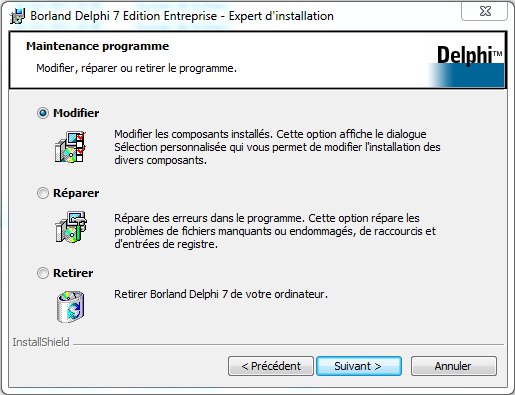 Borland Delphi 7 Edition Entreprise - Expert d'installation
Maintenance programme
Modifier, réparer ou retirer le programme.
Delphi™
Modifier
Modifier les composants installés. Cette option affiche le dialogue
Sélection personnalisée qui vous permet de modifier l'installation des
divers composants.
Réparer
Répare des erreurs dans le programme. Cette option répare les
problèmes de fichiers manquants ou endommagés, de raccourcis et
d'entrées de registre.
Retirer
Retirer Borland Delphi 7 de votre ordinateur.
InstallShield
< Précédent
Suivant >
Annuler